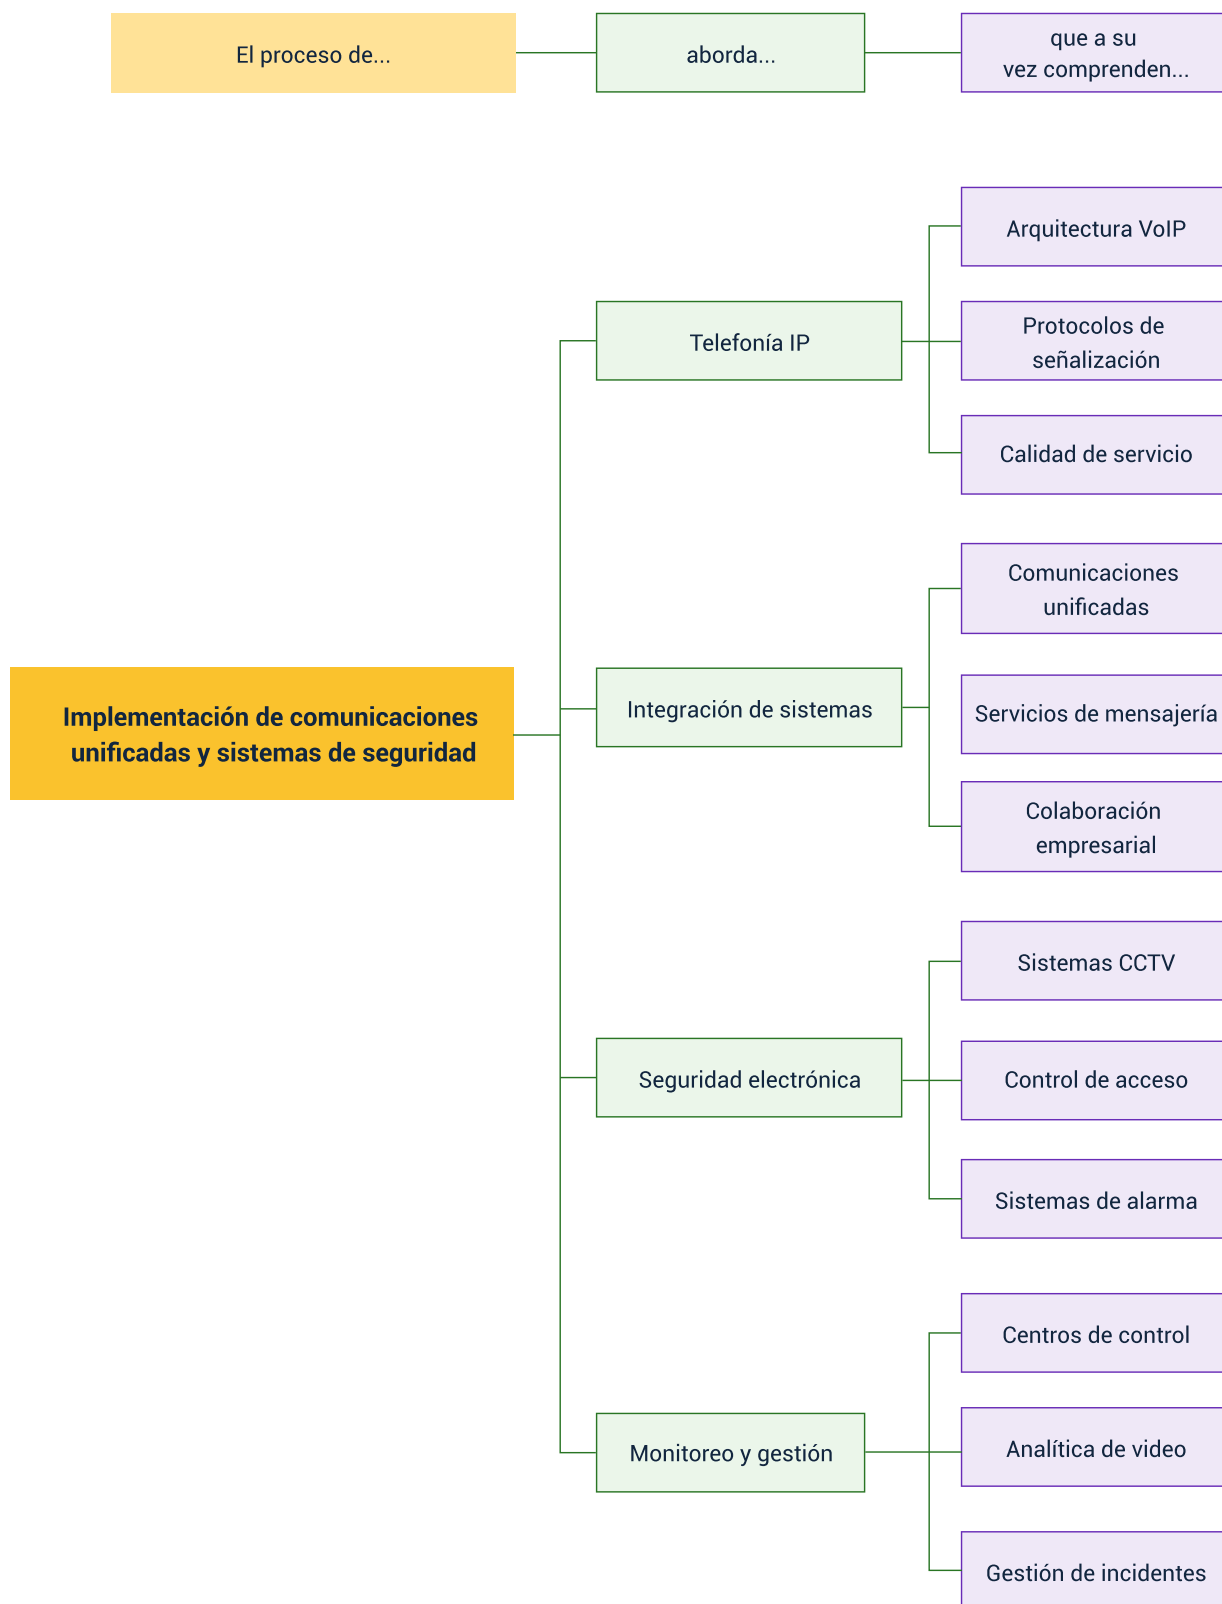 El proceso de...
aborda...
que a su
vez comprenden...
Arquitectura VoIP
Telefonía IP
Protocolos de
señalización
Calidad de servicio
Implementación de comunicaciones
unificadas y sistemas de seguridad
Integración de sistemas
Comunicaciones
unificadas
Servicios de mensajería
Colaboración
empresarial
Seguridad electrónica
Sistemas CCTV
Control de acceso
Sistemas de alarma
Monitoreo y gestión
Centros de control
Analítica de video
Gestión de incidentes